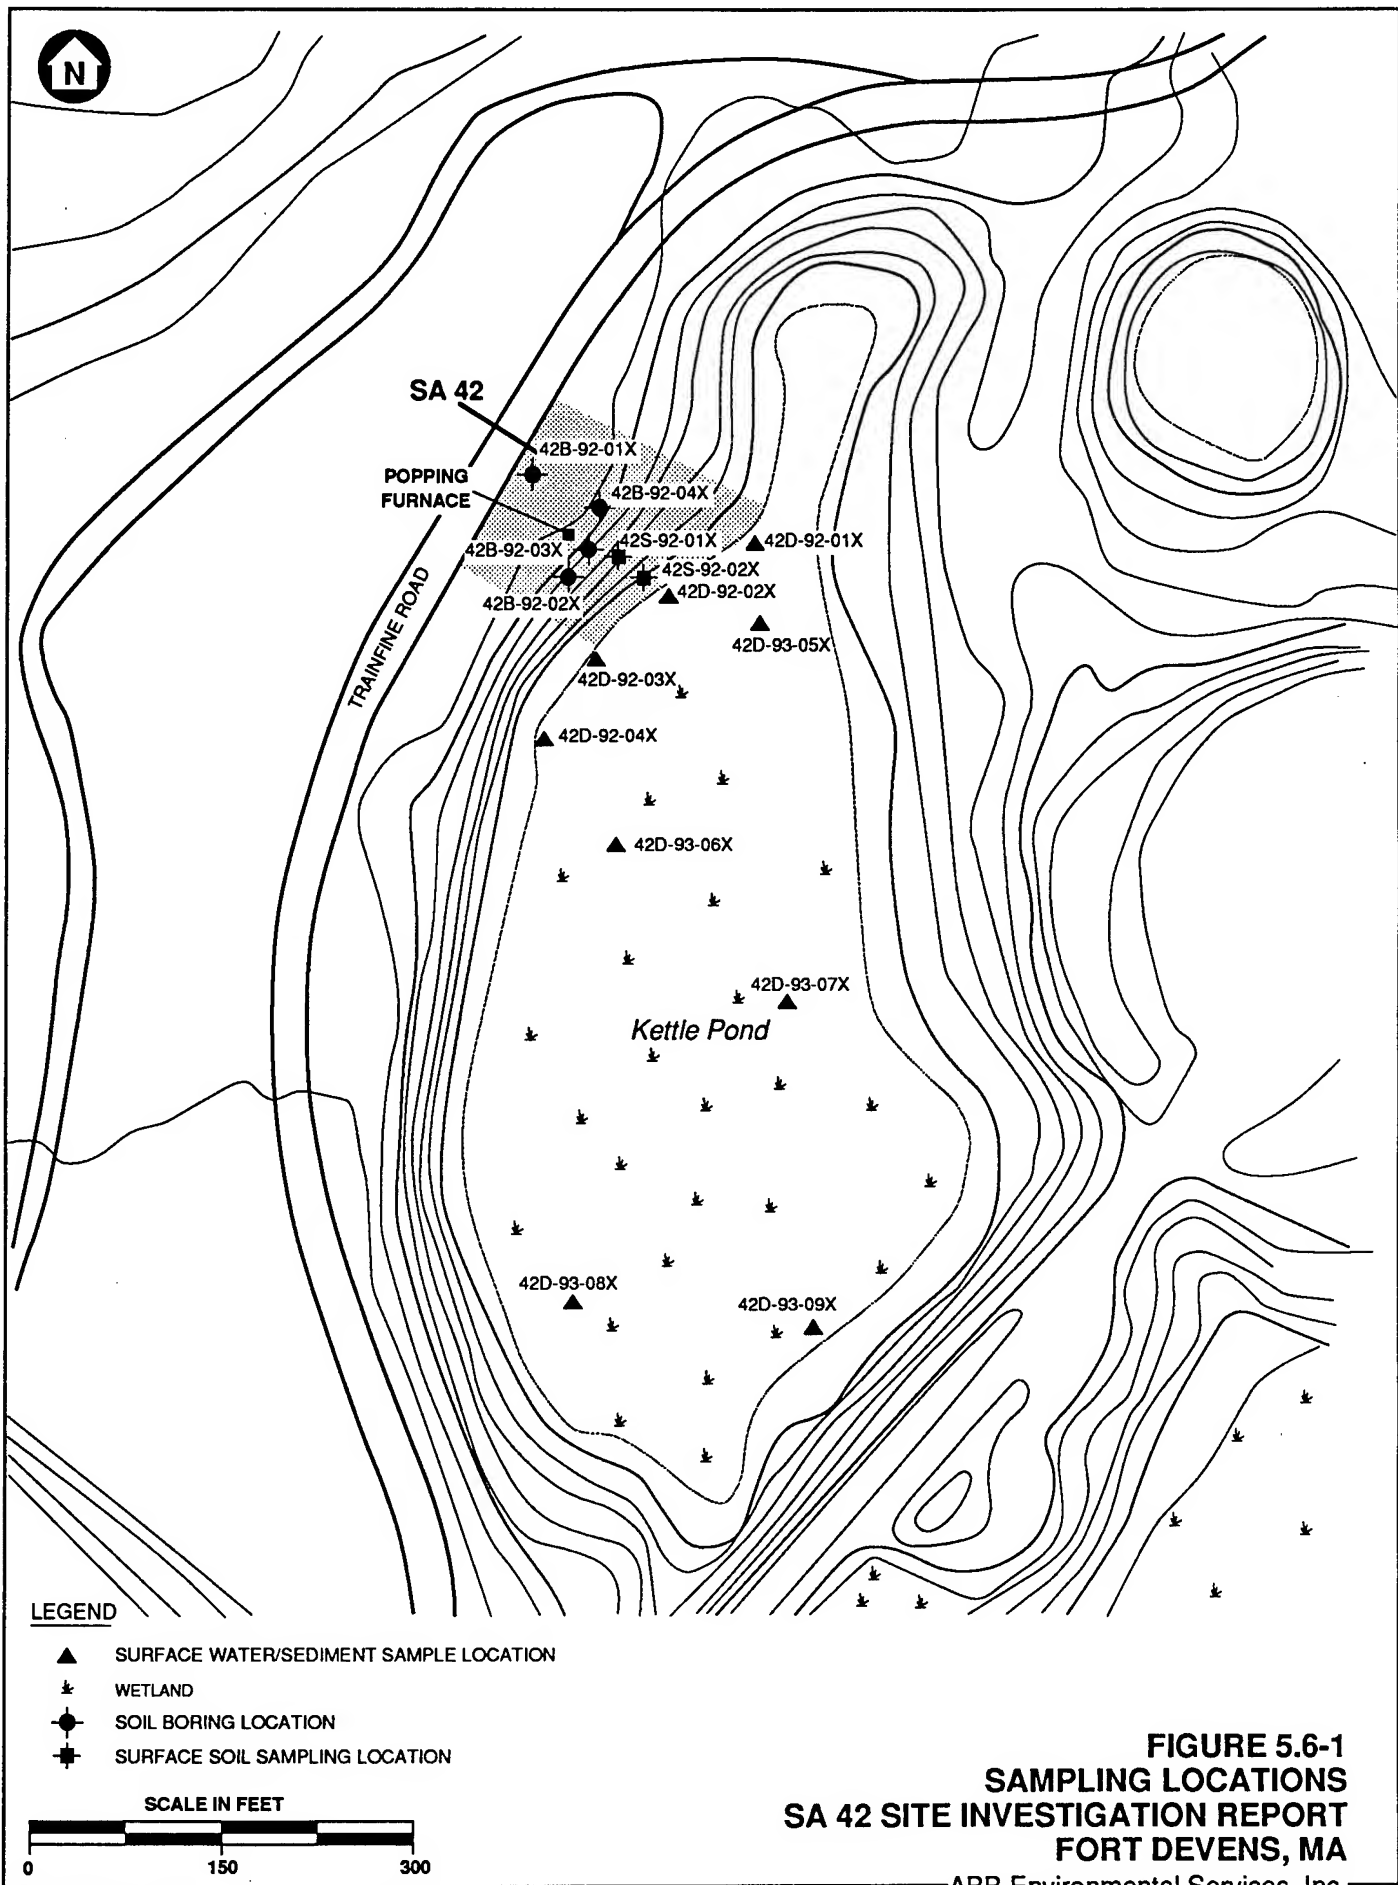 N
SA 42
42B-92-01X
POPPING
FURNACE
42B-92-04X
42S-92-01X
42B-92-03X
42D-92-01X
42S-92-02X
42D-92-02X
42B-92-02X
TRAINFINE ROAD
42D-93-05X
42D-92-03X
42D-92-04X
42D-93-06X
42D-93-07X
Kettle Pond
42D-93-08X
42D-93-09X
LEGEND
SURFACE WATER/SEDIMENT SAMPLE LOCATION
WETLAND
SOIL BORING LOCATION
SURFACE SOIL SAMPLING LOCATION
SCALE IN FEET
0 150 300
FIGURE 5.6-1
SAMPLING LOCATIONS
SA 42 SITE INVESTIGATION REPORT
FORT DEVENS, MA
ABB Environmental Services, Inc.